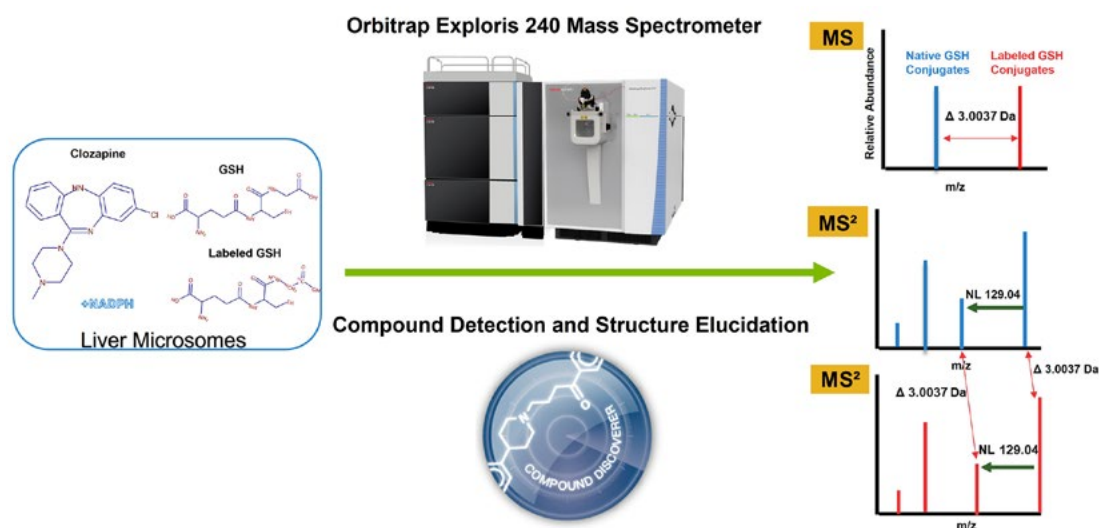 Orbitrap Exploris 240 Mass Spectrometer
Clozapine
GSH
Labeled GSH
+NADPH
Liver Microsomes
Cl
Compound Detection and Structure Elucidation
COMPOUND DISCOVERER
MS
Native GSH
Conjugates
Labeled GSH
Conjugates
Δ 3.0037 Da
Relative Abundance
m/z
MS²
NL 129.04
m/z
Δ 3.0037 Da
MS²
Δ 3.0037 Da
NL 129.04
m/z